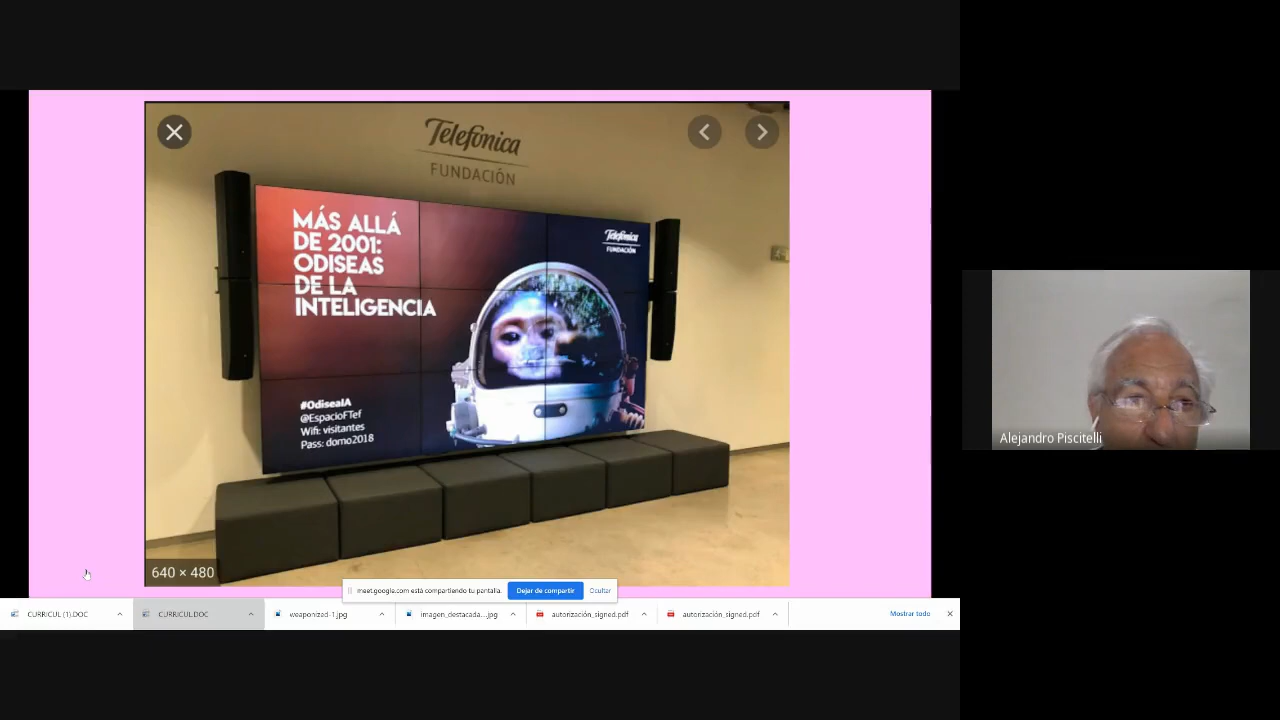 Telefónica
FUNDACIÓN
MÁS ALLÁ
DE 2001:
ODISEAS
DE LA
INTELIGENCIA
Telefónica
FUNDACIÓN
#OdiseaIA
@EspacioFTef
Wifi: visitantes
Pass: domo2018
640 × 480
Alejandro Piscitelli
meet.google.com está compartiendo tu pantalla.
Dejar de compartir
Ocultar
CURRICUL (1).DOC
CURRICUL.DOC
weaponized-1.jpg
imagen_destacada....jpg
autorización_signed.pdf
autorización_signed.pdf
Mostrar todo